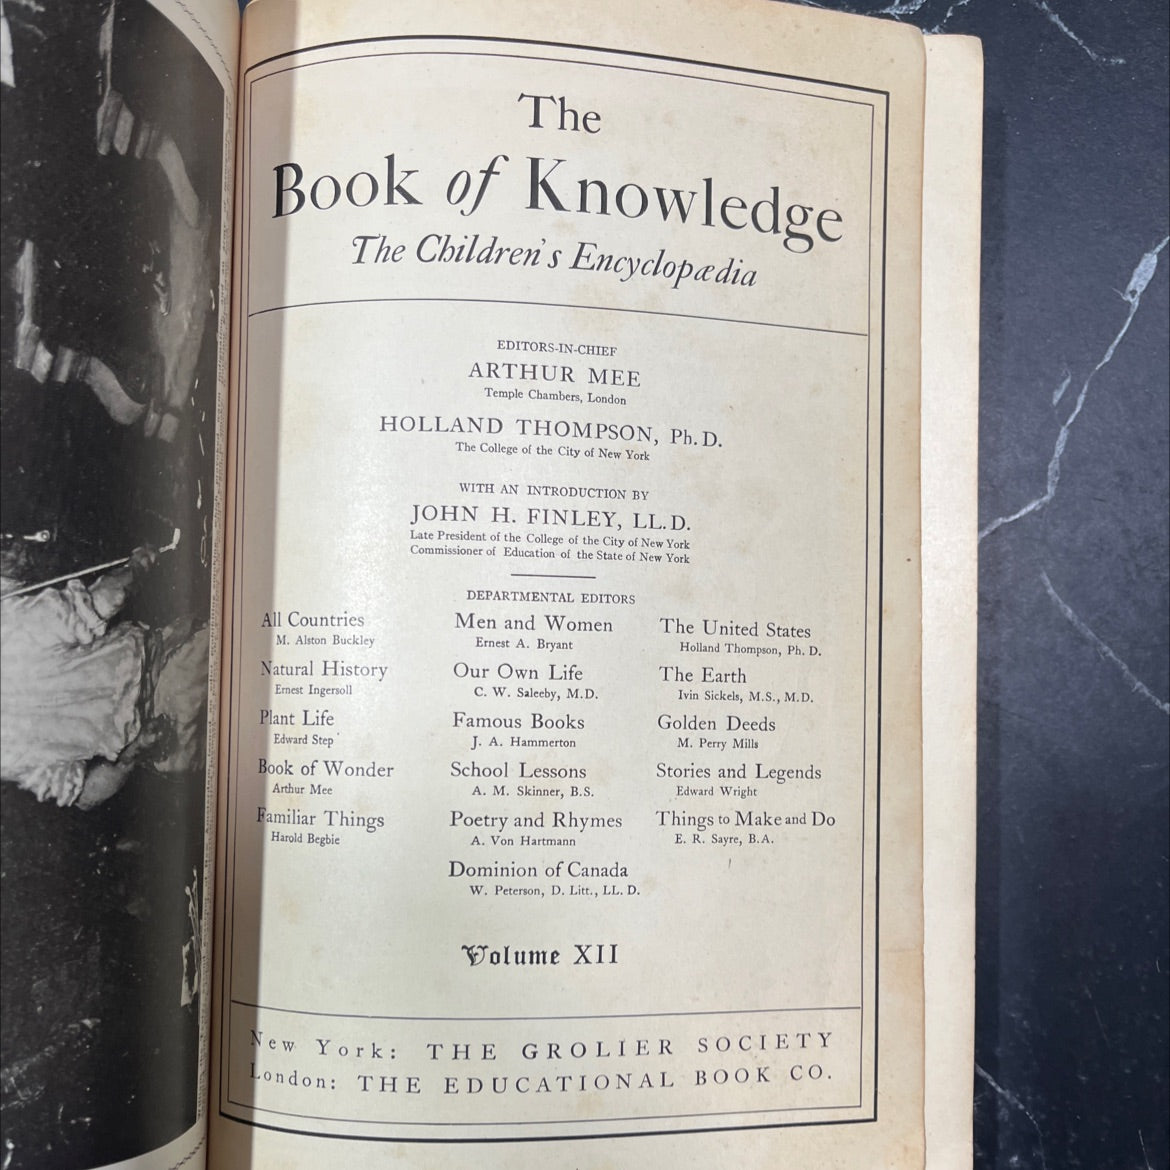 The
Book of Knowledge
The Children's Encyclopædia
EDITORS-IN-CHIEF
ARTHUR MEE
Temple Chambers, London
HOLLAND THOMPSON, Ph.D.
The College of the City of New York
WITH AN INTRODUCTION BY
JOHN H. FINLEY, LL.D.
Late President of the College of the City of New York
Commissioner of Education of the State of New York
DEPARTMENTAL EDITORS
All Countries
M. Alston Buckley
Natural History
Ernest Ingersoll
Plant Life
Edward Step
Book of Wonder
Arthur Mee
Familiar Things
Harold Begbie
Men and Women
Ernest A. Bryant
Our Own Life
C. W. Saleeby, M.D.
Famous Books
J. A. Hammerton
School Lessons
A. M. Skinner, B.S.
Poetry and Rhymes
A. Von Hartmann
Dominion of Canada
W. Peterson, D. Litt., LL. D.
The United States
Holland Thompson, Ph. D.
The Earth
Ivin Sickels, M.S., M.D.
Golden Deeds
M. Perry Mills
Stories and Legends
Edward Wright
Things to Make and Do
E. R. Sayre, B.A.
Volume XII
New York: THE GROLIER SOCIETY
London: THE EDUCATIONAL BOOK CO.